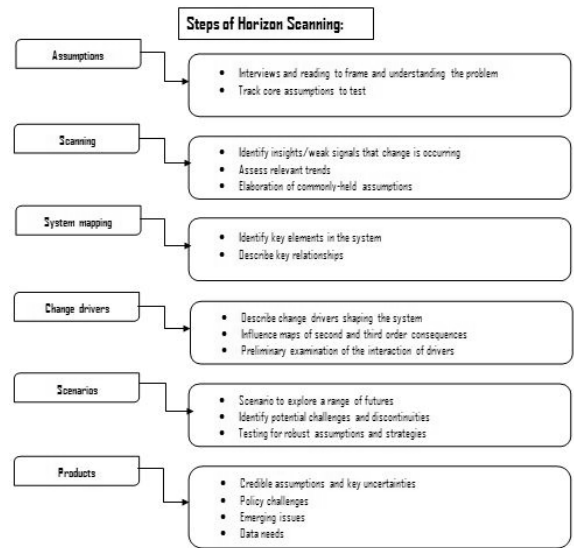 Steps of Horizon Scanning:
Assumptions
• Interviews and reading to frame and understanding the problem
• Track core assumptions to test
Scanning
• Identify insights/weak signals that change is occurring
• Assess relevant trends
• Elaboration of commonly-held assumptions
System mapping
• Identify key elements in the system
• Describe key relationships
Change drivers
• Describe change drivers shaping the system
• Influence maps of second and third order consequences
• Preliminary examination of the interaction of drivers
Scenarios
• Scenario to explore a range of futures
• Identify potential challenges and discontinuities
• Testing for robust assumptions and strategies
Products
• Credible assumptions and key uncertainties
• Policy challenges
• Emerging issues
• Data needs